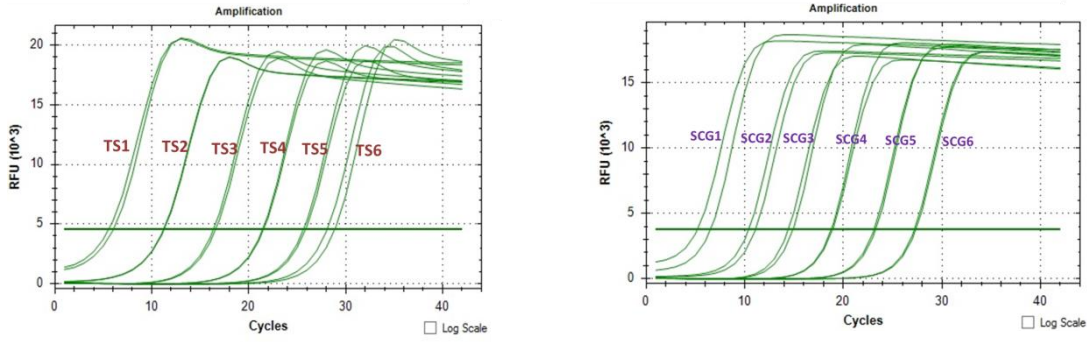 Amplification
20
15
10
5
0
RFU (10^3)
TS1
TS2
TS3
TS4
TS5
TS6
0
10
20
30
40
Cycles
Log Scale
Amplification
15
10
5
0
RFU (10^3)
SCG1
SCG2
SCG3
SCG4
SCG5
SCG6
0
10
20
30
40
Cycles
Log Scale